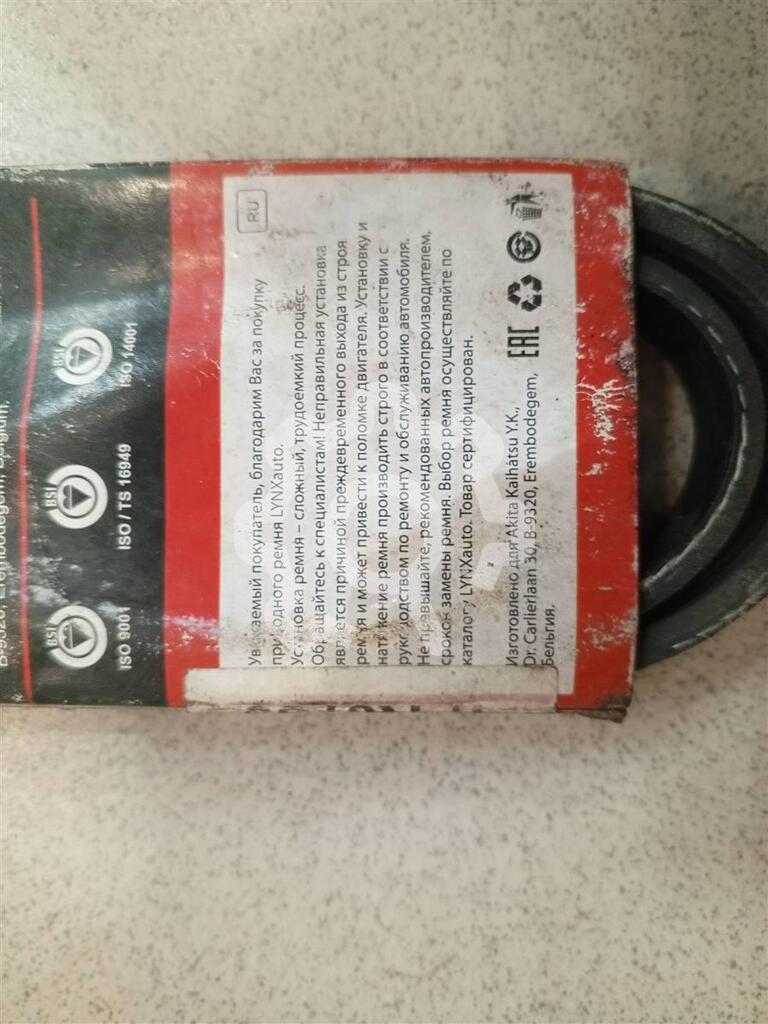 B-9320, Erembodegem, Belgium.
BSI
ISO 9001
BSI
ISO / TS 16949
BSI
ISO 14001
RU
Уважаемый покупатель, благодарим Вас за покупку
приводного ремня LYNXauto.
Установка ремня – сложный, трудоемкий процесс.
Обращайтесь к специалистам! Неправильная установка
является причиной преждевременного выхода из строя
ремня и может привести к поломке двигателя. Установку и
натяжение ремня производить строго в соответствии с
руководством по ремонту и обслуживанию автомобиля.
Не превышайте, рекомендованных автопроизводителем,
сроков замены ремня. Выбор ремня осуществляйте по
каталогу LYNXauto. Товар сертифицирован.
Изготовлено для Akita Kaihatsu Y.K.,
Dr. Carlierlaan 30, B-9320, Erembodegem,
Бельгия.
EAC